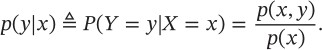 p(y|x) ≜ P(Y = y|X = x) = p(x, y) / p(x).